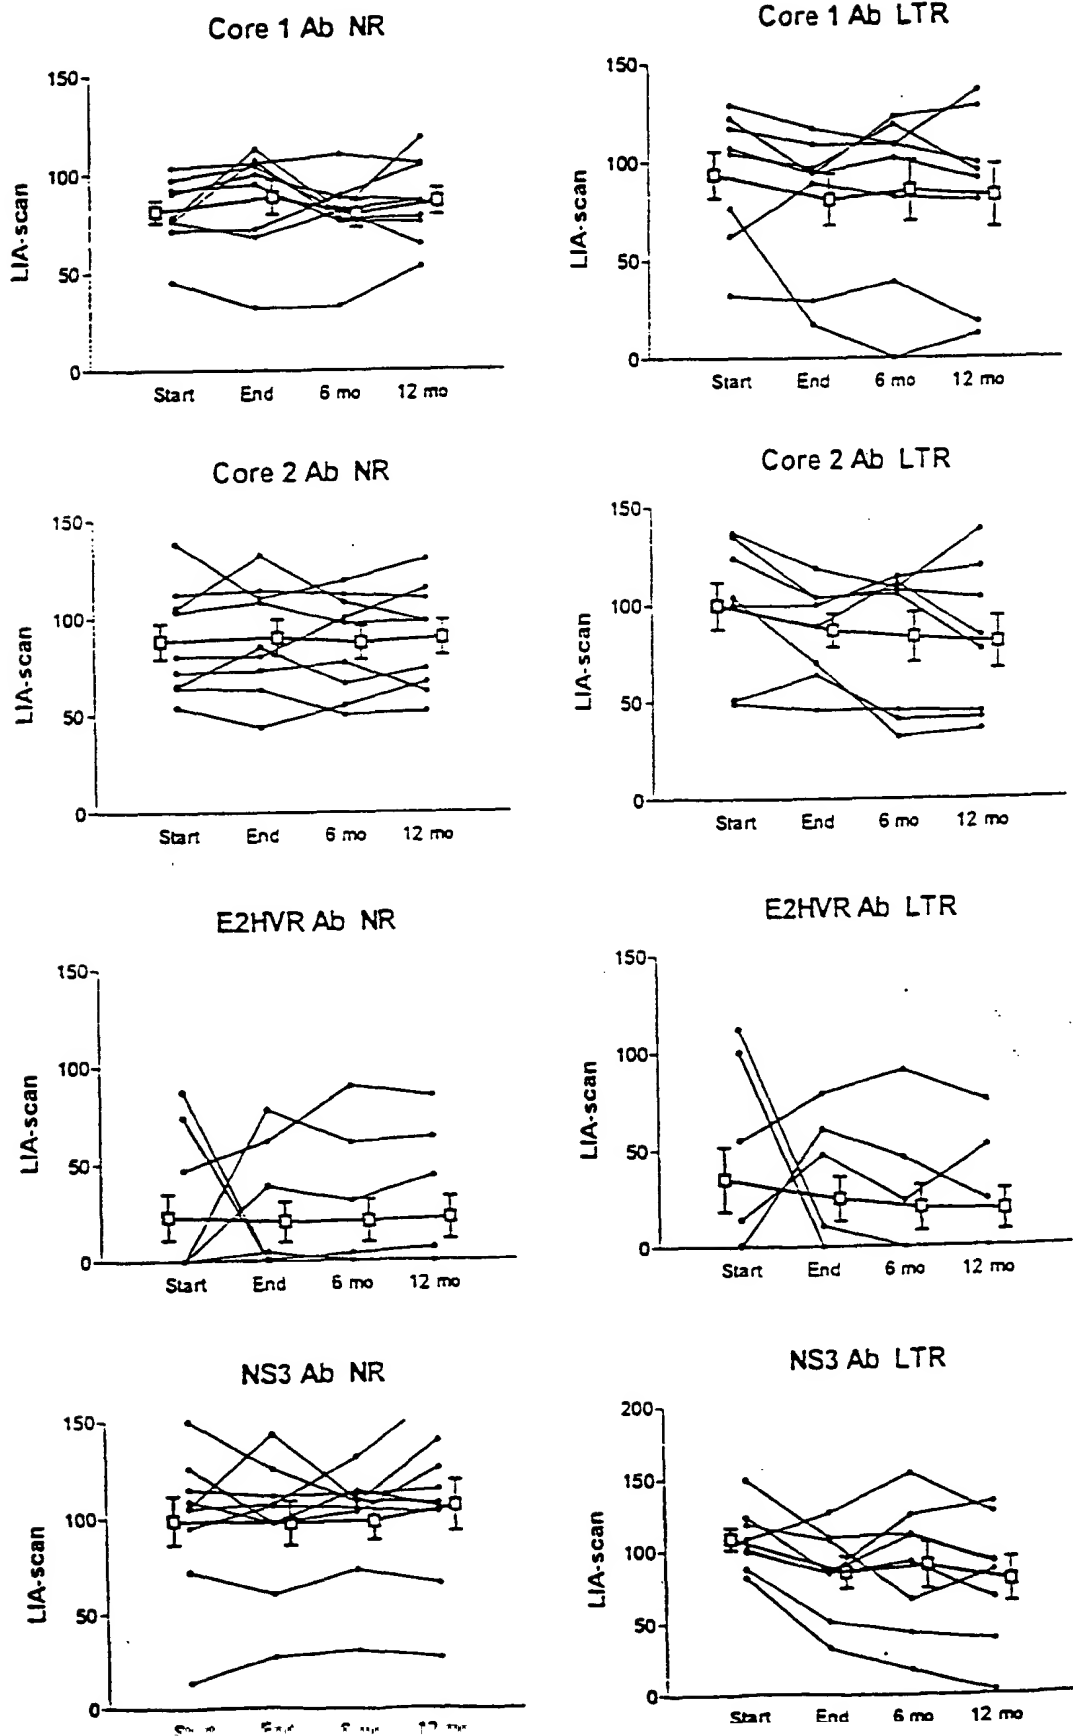 Core 1 Ab NR
150
100
50
0
LIA-scan
Start End 6 mo 12 mo
Core 1 Ab LTR
150
100
50
0
LIA-scan
Start End 6 mo 12 mo
Core 2 Ab NR
150
100
50
0
LIA-scan
Start End 6 mo 12 mo
Core 2 Ab LTR
150
100
50
0
LIA-scan
Start End 6 mo 12 mo
E2HVR Ab NR
150
100
50
0
LIA-scan
Start End 6 mo 12 mo
E2HVR Ab LTR
150
100
50
0
LIA-scan
Start End 6 mo 12 mo
NS3 Ab NR
150
100
50
0
LIA-scan
NS3 Ab LTR
200
150
100
50
0
LIA-scan
Start End 6 mo 12 mo